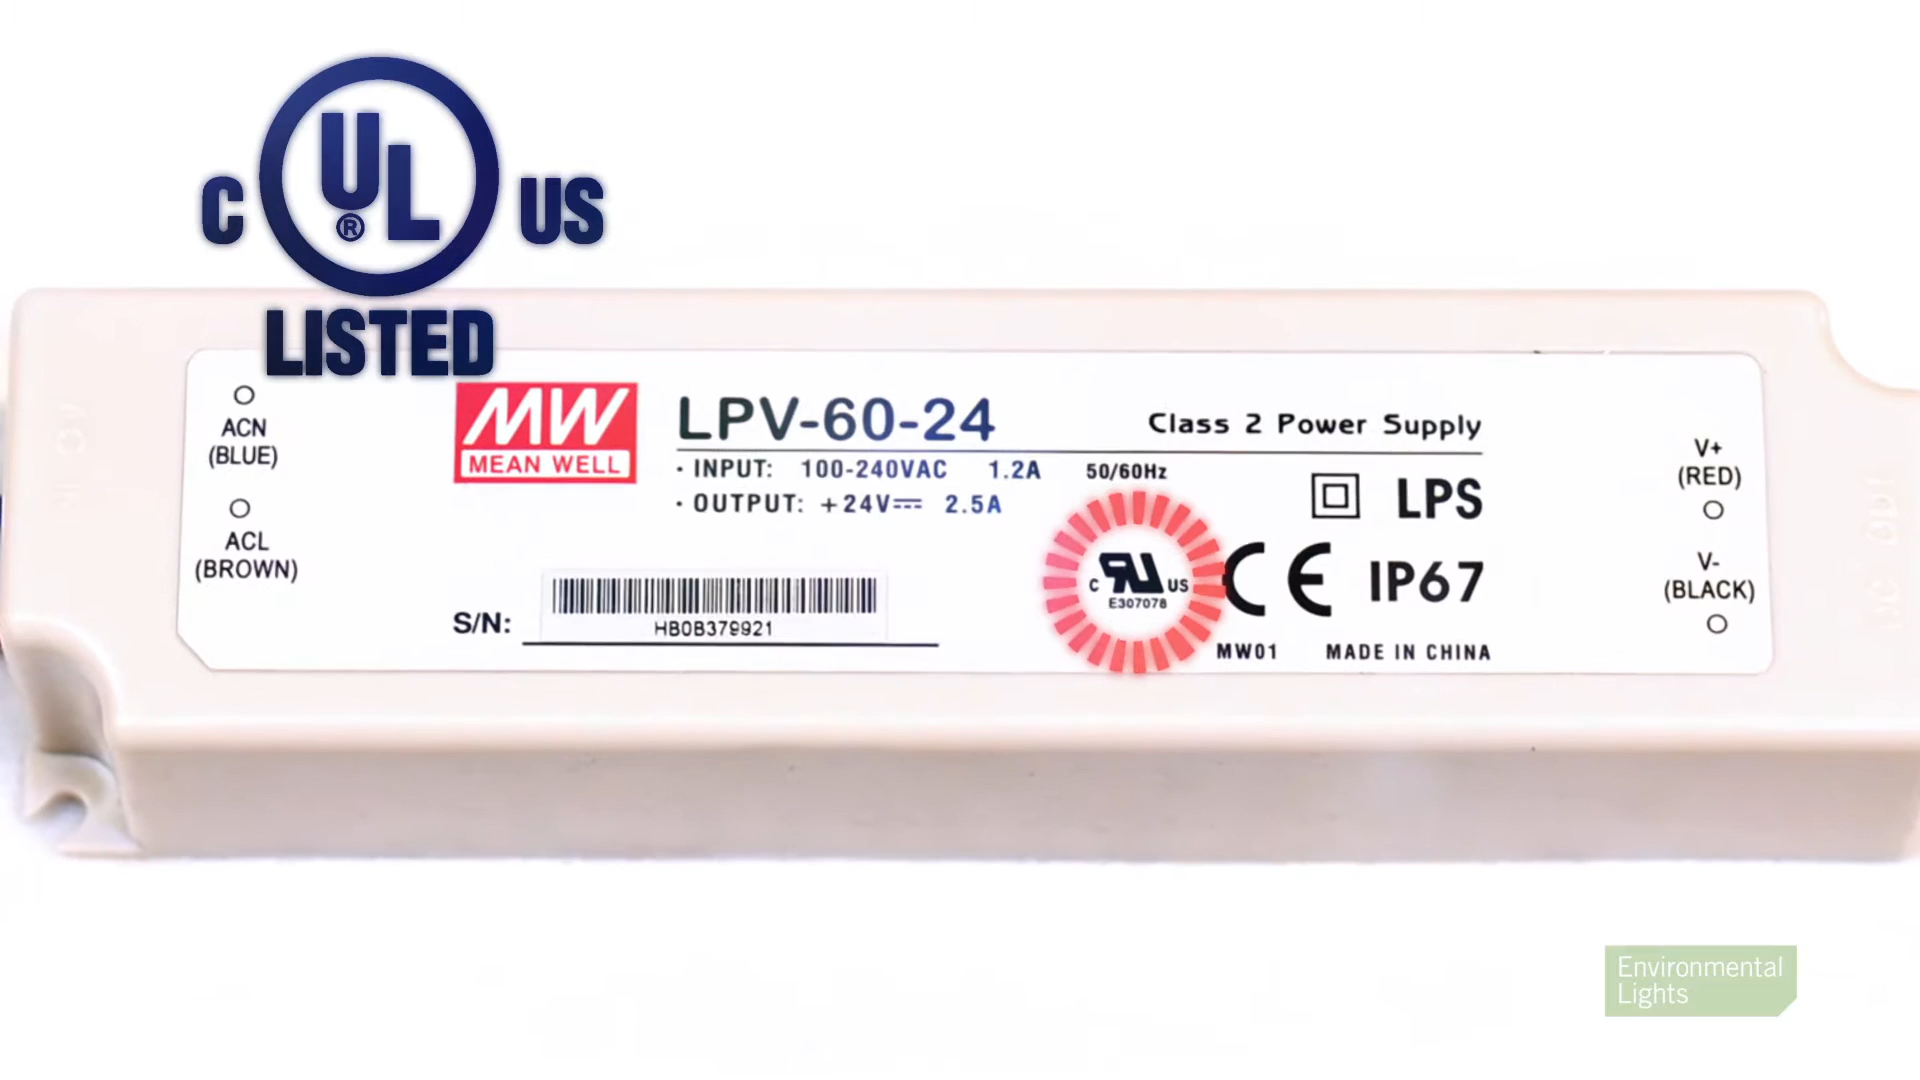 C UL US
®
LISTED
ACN
(BLUE)
ACL
(BROWN)
MW
MEAN WELL
LPV-60-24
Class 2 Power Supply
· INPUT: 100-240VAC 1.2A 50/60Hz
· OUTPUT: +24V⎓ 2.5A
LPS
c RU US
E307078
CE
IP67
S/N:
HB0B379921
MW01 MADE IN CHINA
V+
(RED)
V-
(BLACK)
Environmental
Lights